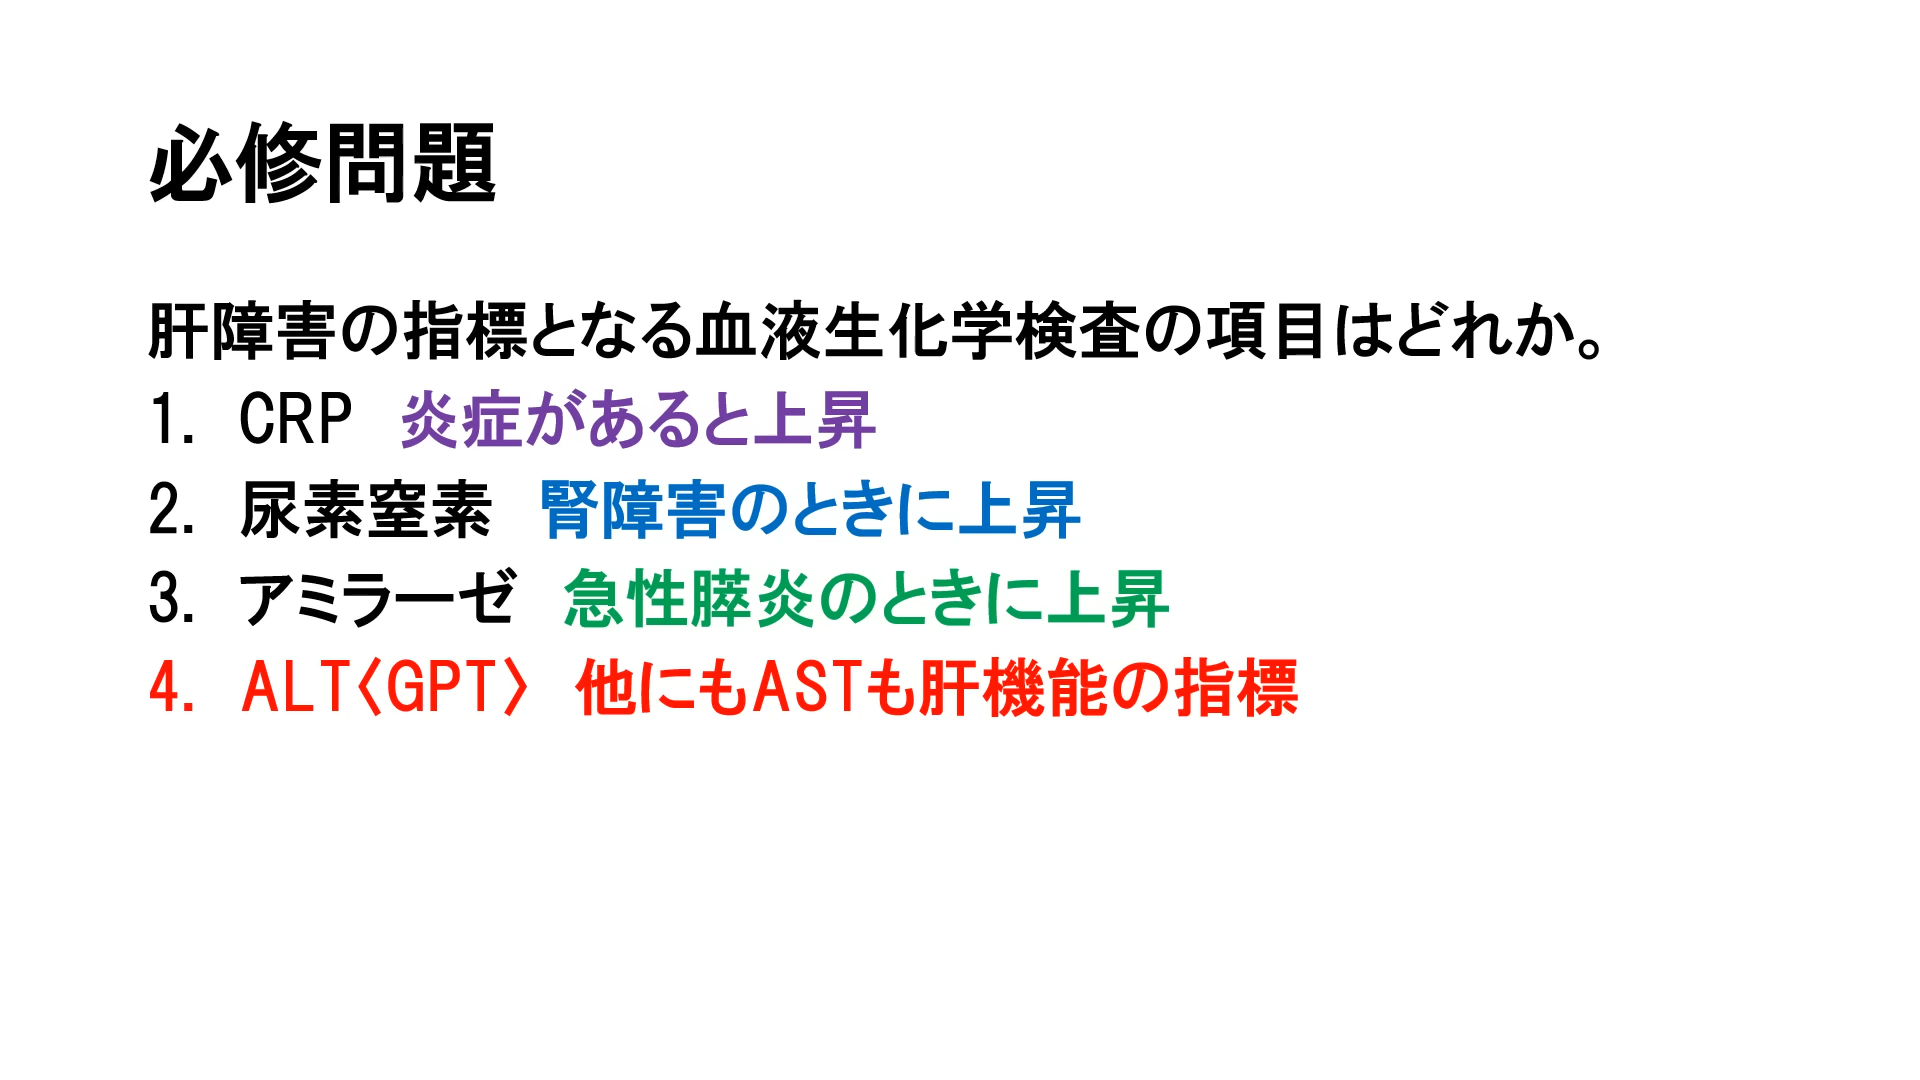 必修問題
肝障害の指標となる血液生化学検査の項目はどれか。
1. CRP　炎症があると上昇
2. 尿素窒素　腎障害のときに上昇
3. アミラーゼ　急性膵炎のときに上昇
4. ALT〈GPT〉　他にもASTも肝機能の指標